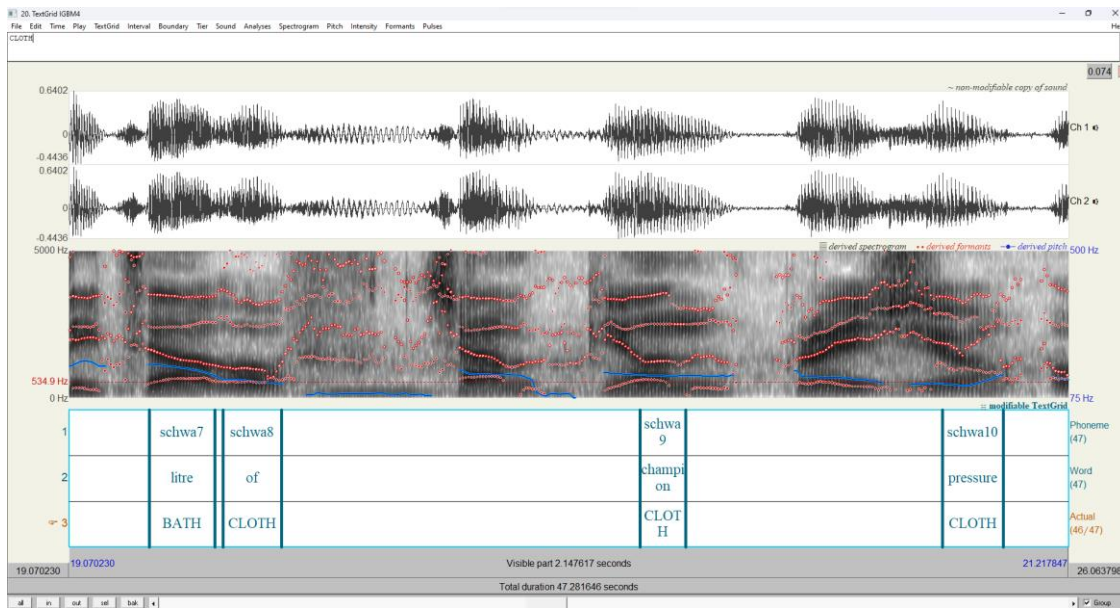 20. TextGrid IGBM4
File Edit Time Play TextGrid Interval Boundary Tier Sound Analyses Spectrogram Pitch Intensity Formants Pulses He
CLOTH
0.074
~ non-modifiable copy of sound
0.6402
0
-0.4436
Ch 1
0.6402
0
-0.4436
Ch 2
5000 Hz
derived spectrogram derived formants derived pitch
500 Hz
534.9 Hz
0 Hz
75 Hz
modifiable TextGrid
1 schwa7 schwa8 schwa 9 schwa10 Phoneme (47)
2 litre of champi on pressure Word (47)
3 BATH CLOTH CLOT H CLOTH Actual (46/47)
19.070230 19.070230 Visible part 2.147617 seconds 21.217847 26.063798
Total duration 47.281646 seconds
all in out sel bak Group